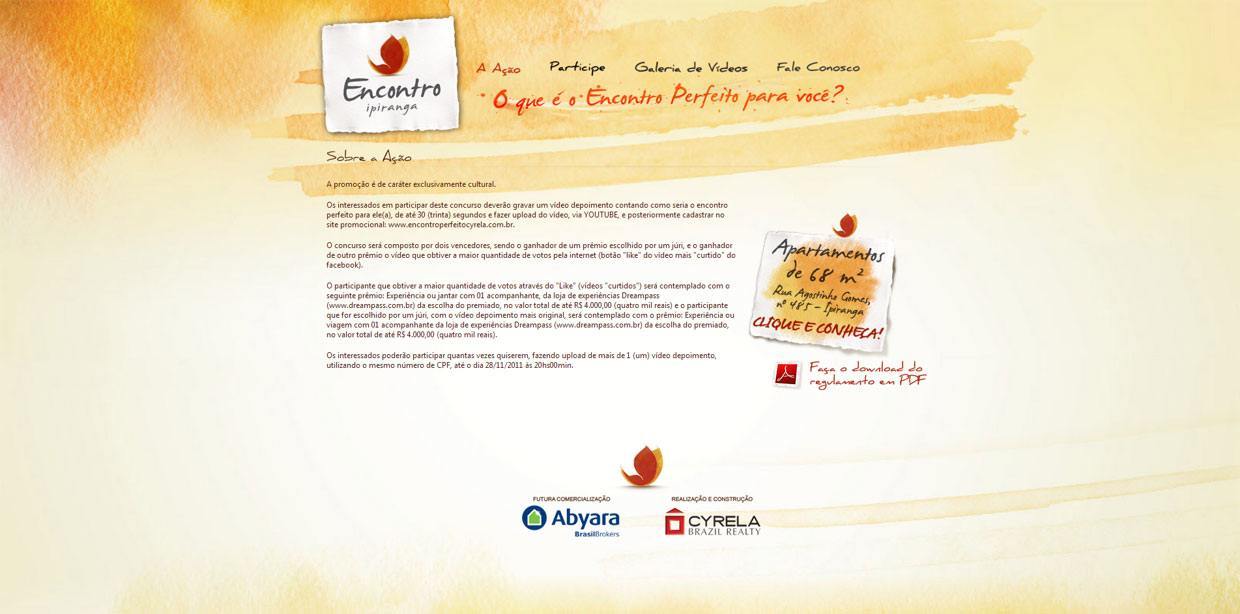 Encontro
ipiranga
A Ação
Participe
Galeria de Vídeos
Fale Conosco
O que é o Encontro Perfeito para você?
Sobre a Ação
A promoção é de caráter exclusivamente cultural.
Os interessados em participar deste concurso deverão gravar um vídeo depoimento contando como seria o encontro
perfeito para ele(a), de até 30 (trinta) segundos e fazer upload do vídeo, via YOUTUBE, e posteriormente cadastrar no
site promocional: www.encontroperfeitocyrela.com.br.
O concurso será composto por dois vencedores, sendo o ganhador de um prêmio escolhido por um júri, e o ganhador
de outro prêmio o vídeo que obtiver a maior quantidade de votos pela internet (botão "like" do vídeo mais "curtido" do
facebook).
O participante que obtiver a maior quantidade de votos através do "Like" (vídeos "curtidos") será contemplado com o
seguinte prêmio: Experiência ou jantar com 01 acompanhante, da loja de experiências Dreampass
(www.dreampass.com.br) da escolha do premiado, no valor total de até R$ 4.000,00 (quatro mil reais) e o participante
que for escolhido por um júri, com o vídeo depoimento mais original, será contemplado com o prêmio: Experiência ou
viagem com 01 acompanhante da loja de experiências Dreampass (www.dreampass.com.br) da escolha do premiado,
no valor total de até R$ 4.000,00 (quatro mil reais).
Os interessados poderão participar quantas vezes quiserem, fazendo upload de mais de 1 (um) vídeo depoimento,
utilizando o mesmo número de CPF, até o dia 28/11/2011 às 20hs00min.
Apartamentos
de 68 m²
Rua Agostinho Gomes,
nº 485 - Ipiranga
CLIQUE E CONHEÇA!
Faça o download do
regulamento em PDF
FUTURA COMERCIALIZAÇÃO
Abyara
BrasilBrokers
REALIZAÇÃO E CONSTRUÇÃO
CYRELA
BRAZIL REALTY